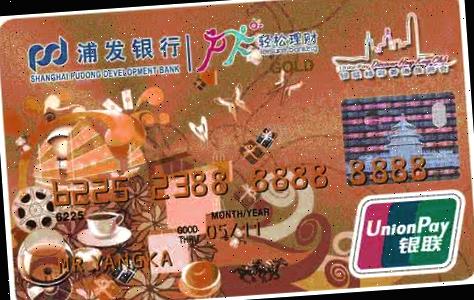 浦发银行 轻松理财
SHANGHAI PUDONG DEVELOPMENT BANK
GOLD
6225 2388 8888 8888
6225
MONTH/YEAR
GOOD THRU 05/11
MR YANGKA
UnionPay
银联